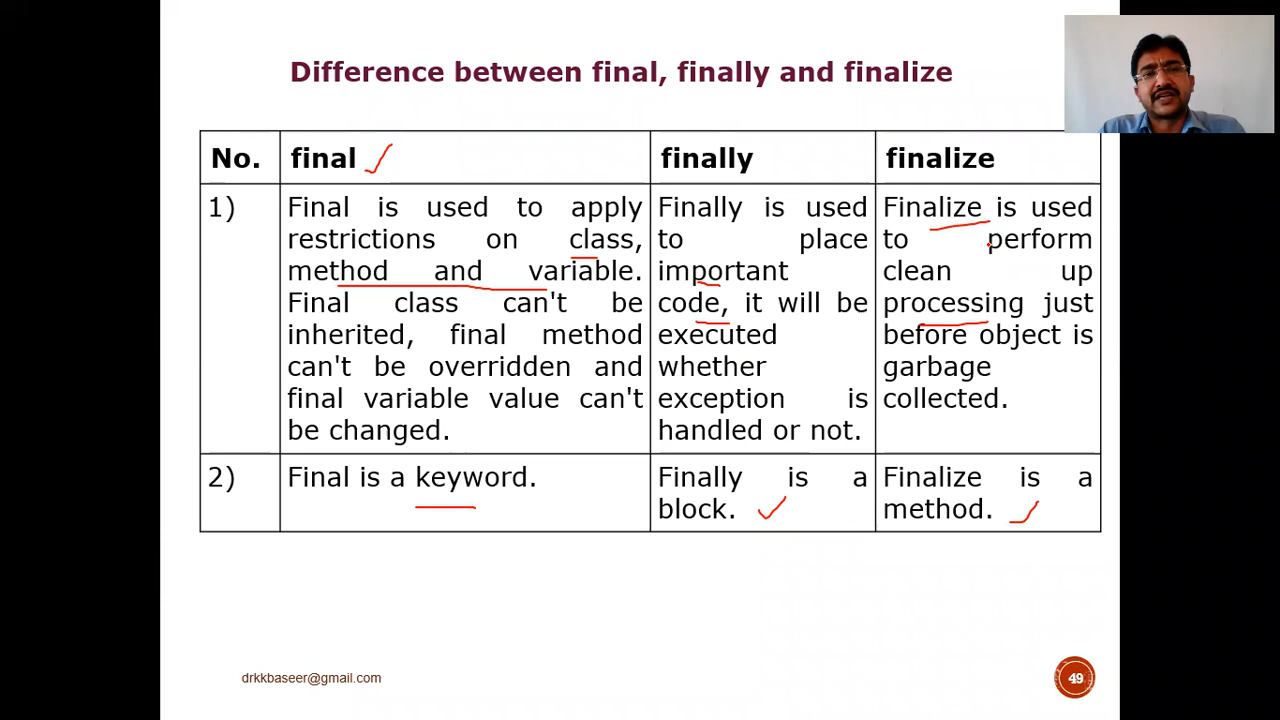 Difference between final, finally and finalize
No. final finally finalize
1) Final is used to apply
restrictions on class,
method and variable.
Final class can't be
inherited, final method
can't be overridden and
final variable value can't
be changed.
Finally is used
to place
important
code, it will be
executed
whether
exception is
handled or not.
Finalize is used
to perform
clean up
processing just
before object is
garbage
collected.
2) Final is a keyword.
Finally is a
block.
Finalize is a
method.
drkkbaseer@gmail.com
49